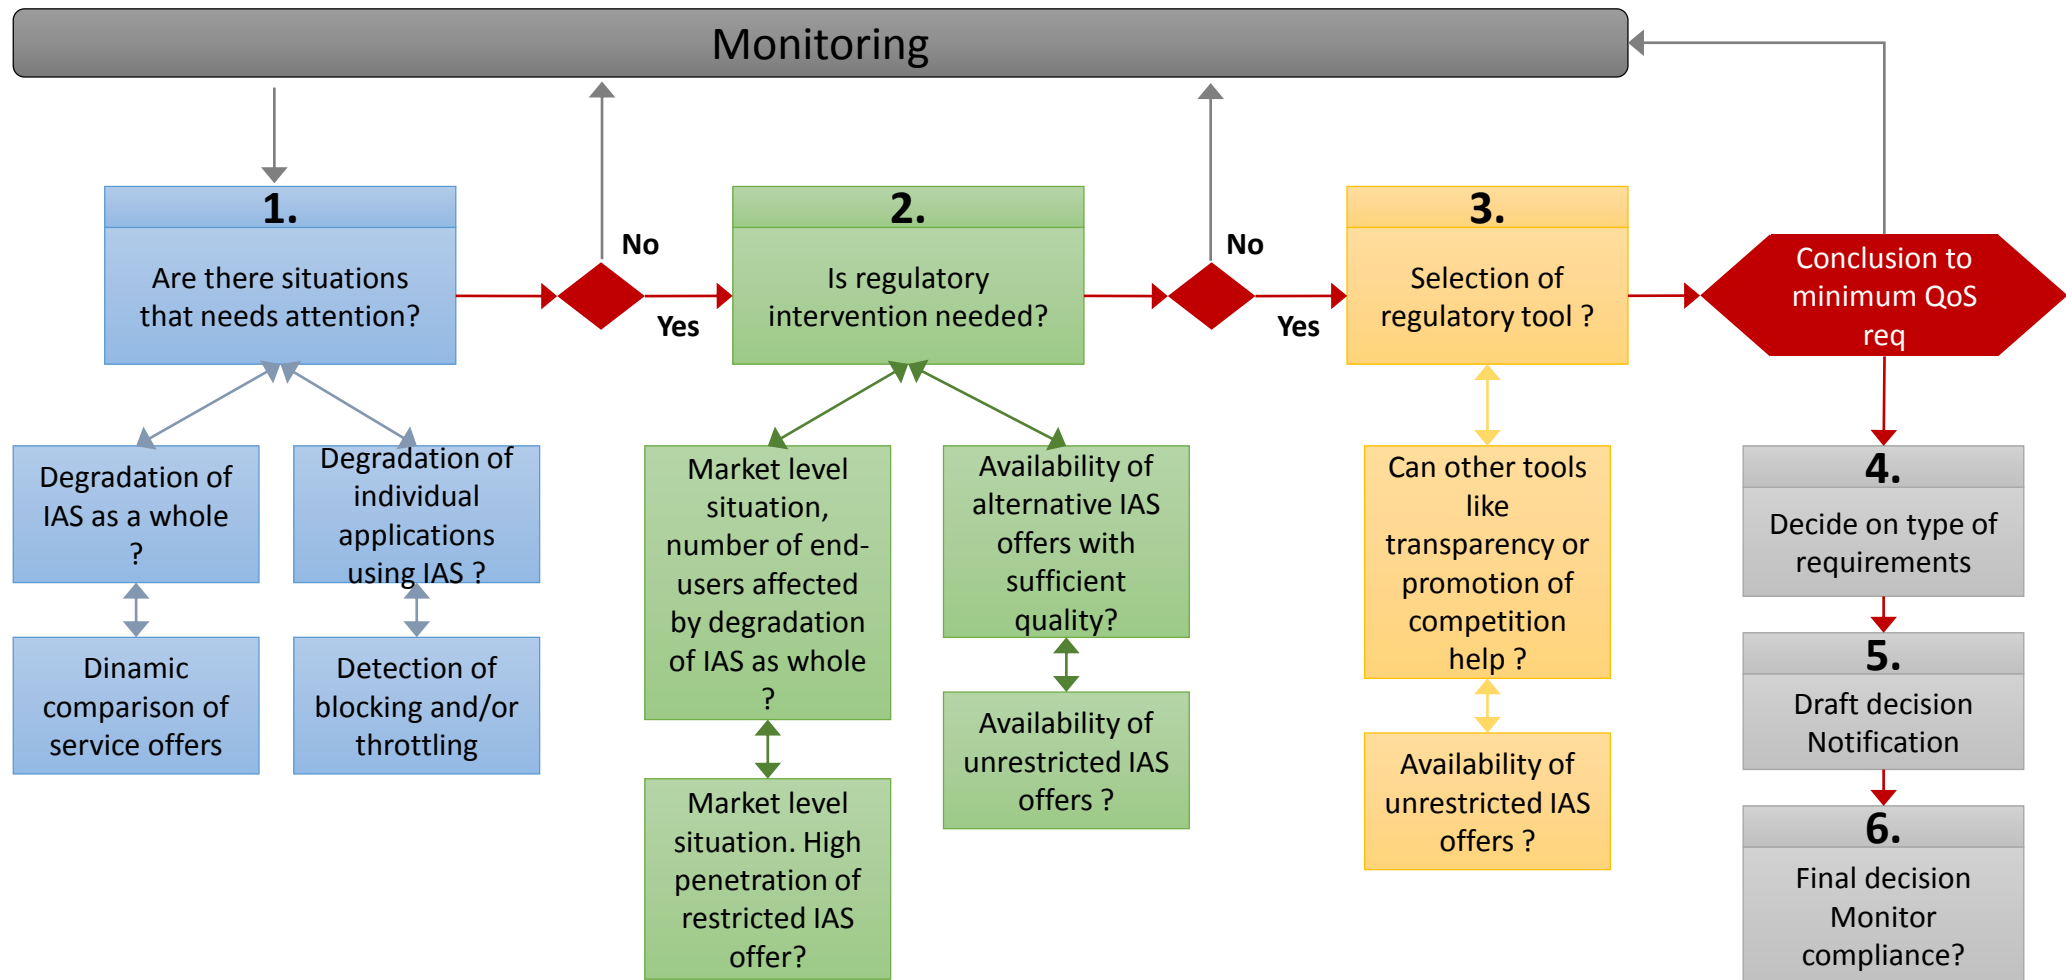 Monitoring
1.
Are there situations
that needs attention?
No
Yes
2.
Is regulatory
intervention needed?
No
Yes
3.
Selection of
regulatory tool ?
Conclusion to
minimum QoS
req
Degradation of
IAS as a whole
?
Dinamic
comparison of
service offers
Degradation of
individual
applications
using IAS ?
Detection of
blocking and/or
throttling
Market level
situation,
number of end-
users affected
by degradation
of IAS as whole
?
Market level
situation. High
penetration of
restricted IAS
offer?
Availability of
alternative IAS
offers with
sufficient
quality?
Availability of
unrestricted IAS
offers ?
Can other tools
like
transparency or
promotion of
competition
help ?
Availability of
unrestricted IAS
offers ?
4.
Decide on type of
requirements
5.
Draft decision
Notification
6.
Final decision
Monitor
compliance?